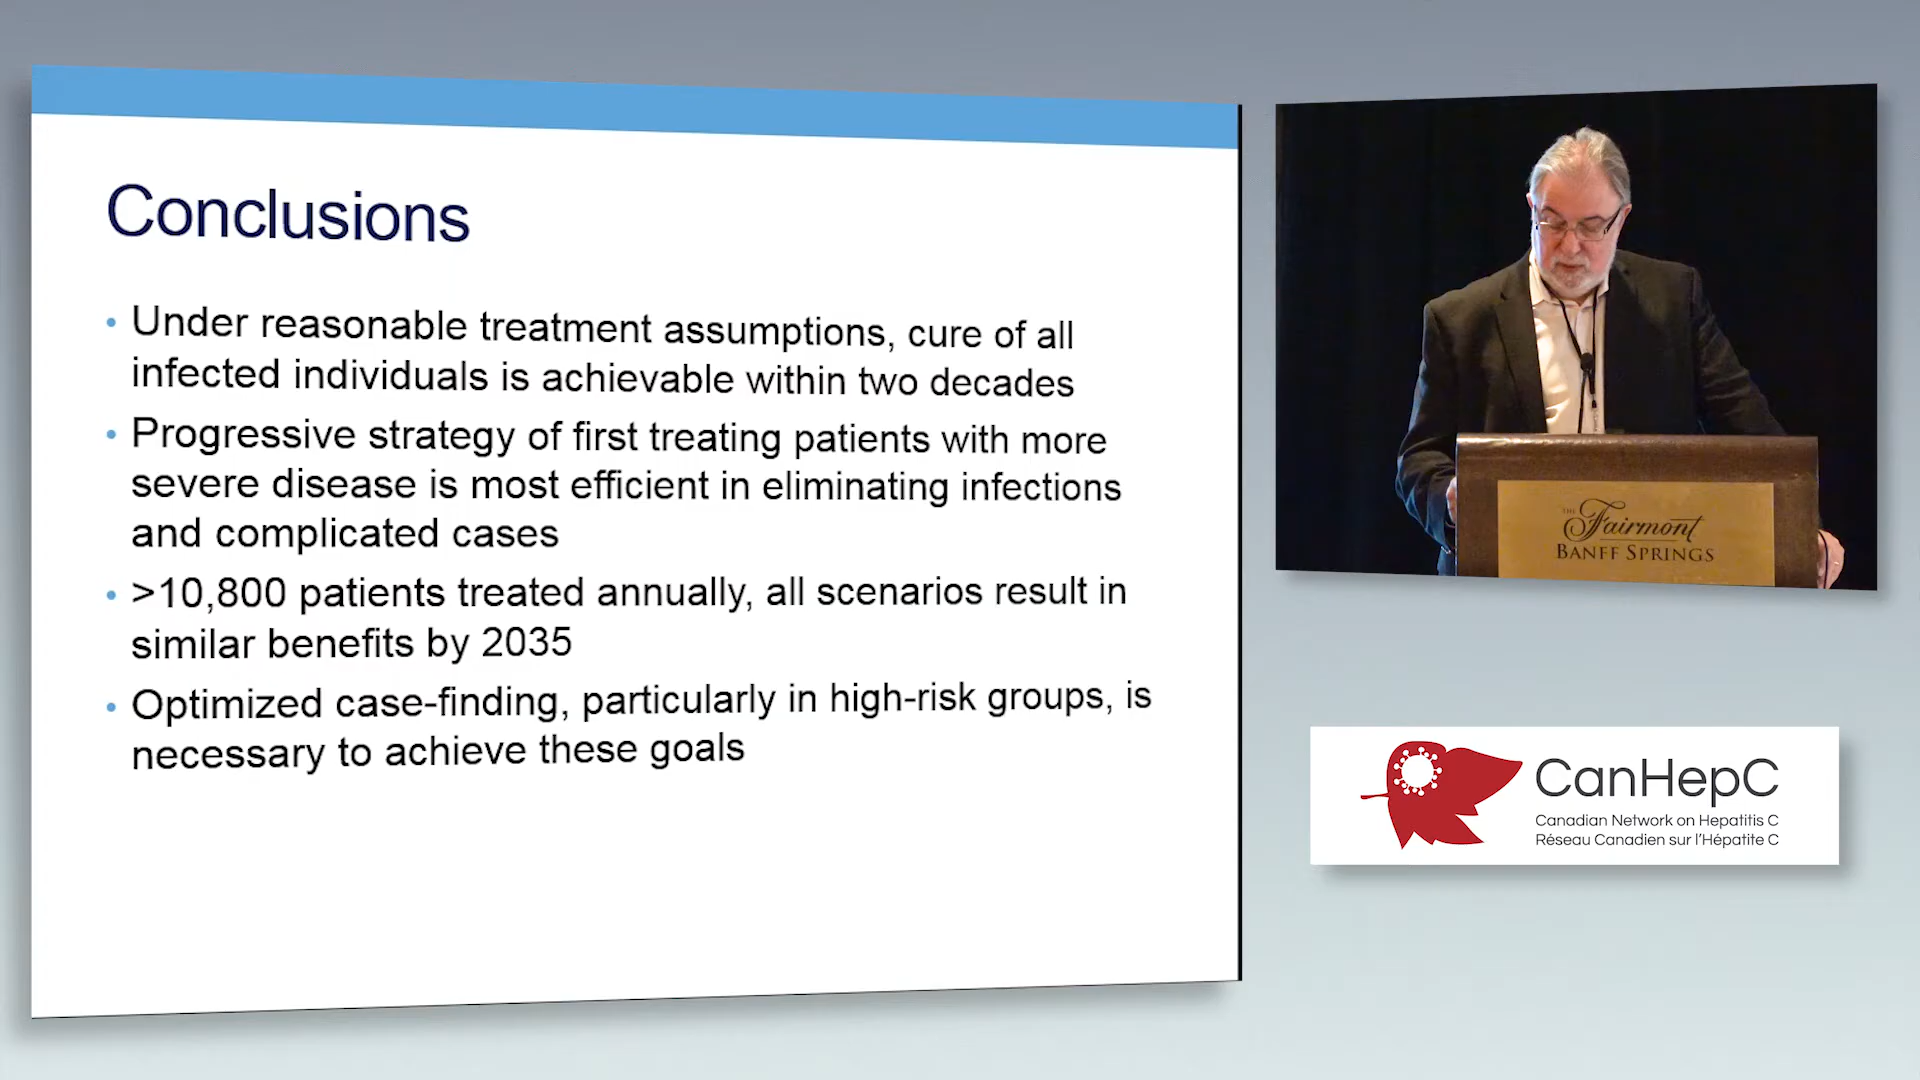 Conclusions
• Under reasonable treatment assumptions, cure of all
infected individuals is achievable within two decades
• Progressive strategy of first treating patients with more
severe disease is most efficient in eliminating infections
and complicated cases
• >10,800 patients treated annually, all scenarios result in
similar benefits by 2035
• Optimized case-finding, particularly in high-risk groups, is
necessary to achieve these goals
THE
Fairmont
BANFF SPRINGS
CanHepC
Canadian Network on Hepatitis C
Réseau Canadien sur l'Hépatite C